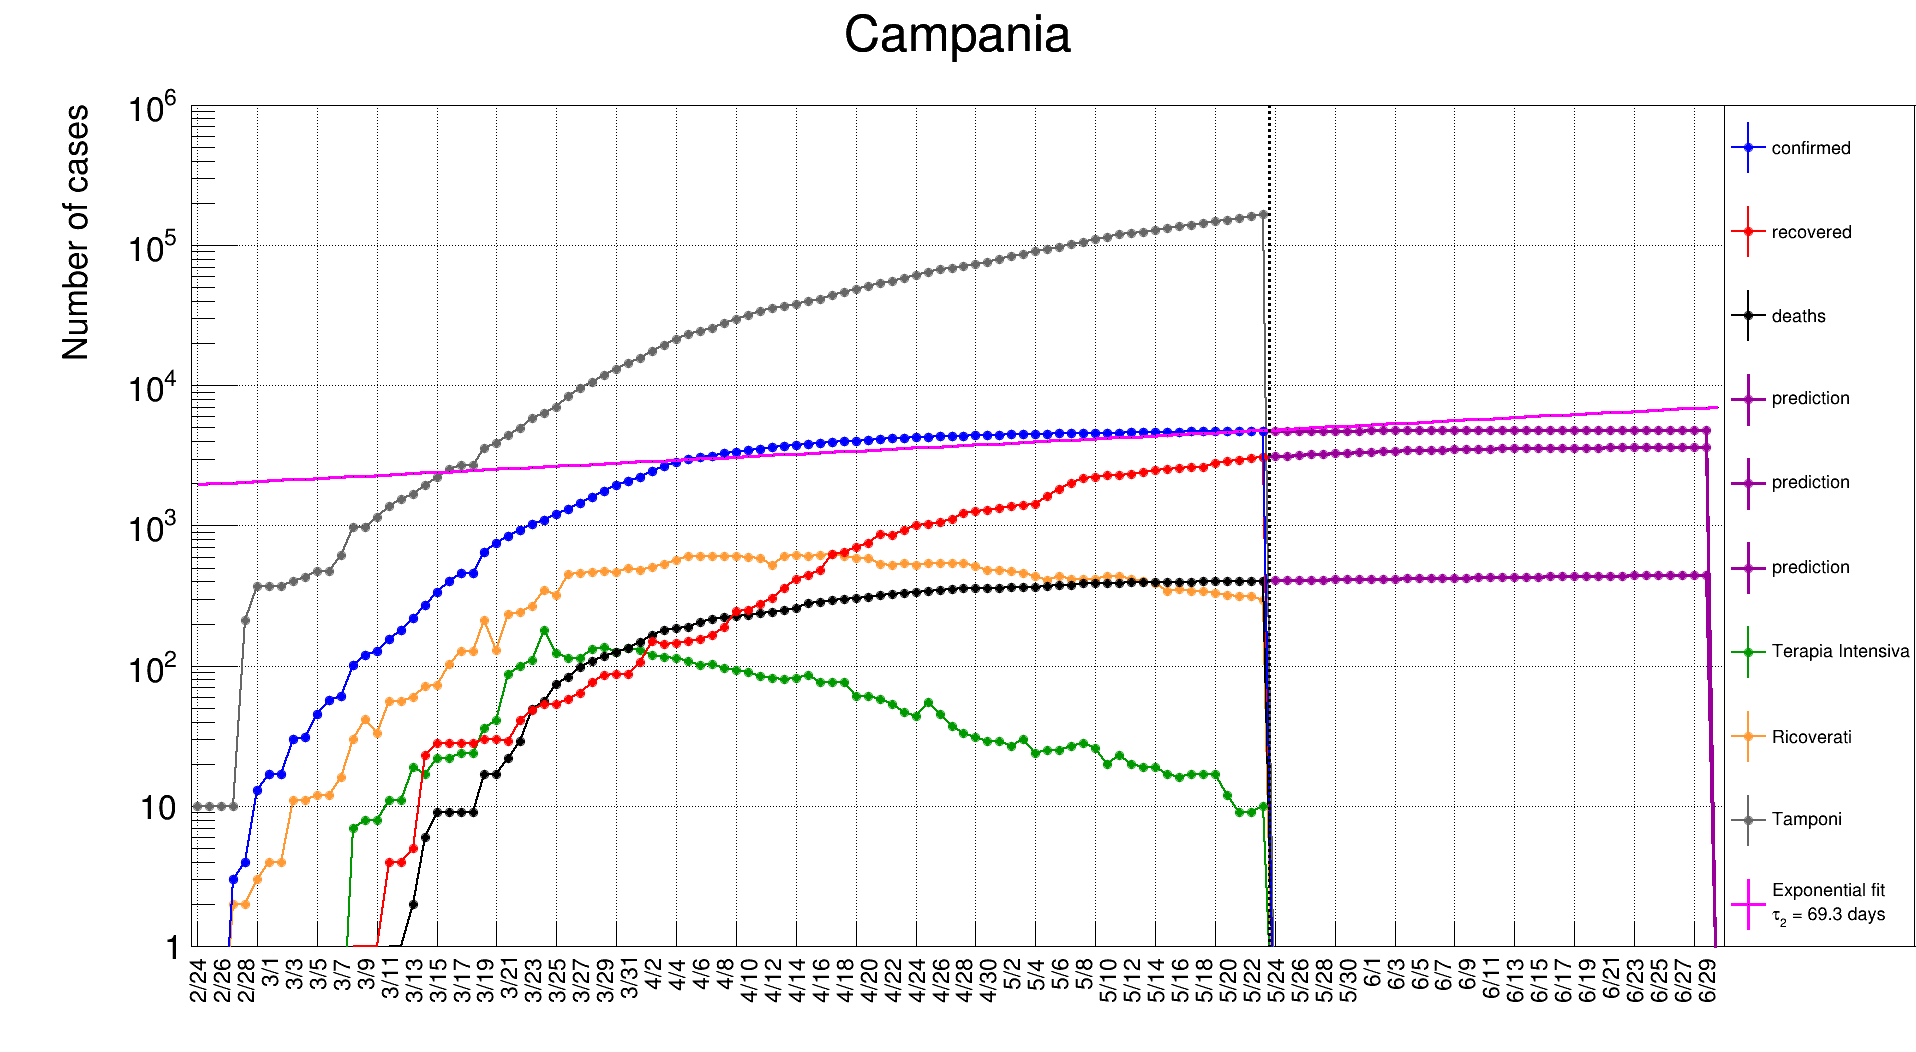 Campania
Number of cases
10^6
10^5
10^4
10^3
10^2
10
1
2/24 2/26 2/28 3/1 3/3 3/5 3/7 3/9 3/11 3/13 3/15 3/17 3/19 3/21 3/23 3/25 3/27 3/29 3/31 4/2 4/4 4/6 4/8 4/10 4/12 4/14 4/16 4/18 4/20 4/22 4/24 4/26 4/28 4/30 5/2 5/4 5/6 5/8 5/10 5/12 5/14 5/16 5/18 5/20 5/22 5/24 5/26 5/28 5/30 6/1 6/3 6/5 6/7 6/9 6/11 6/13 6/15 6/17 6/19 6/21 6/23 6/25 6/27 6/29
confirmed
recovered
deaths
prediction
prediction
prediction
Terapia Intensiva
Ricoverati
Tamponi
Exponential fit
τ₂ = 69.3 days